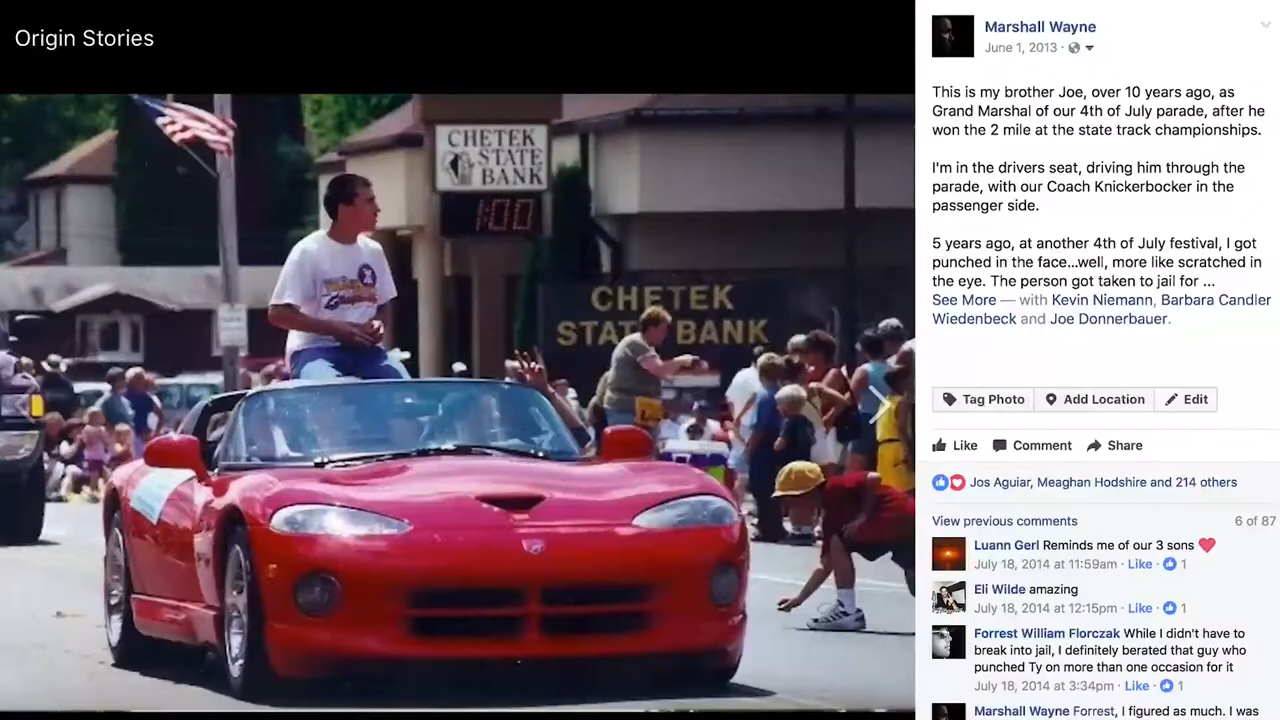 Origin Stories
CHETEK
STATE
BANK
1:00
CHETEK
STATE BANK
Marshall Wayne
June 1, 2013 ·
This is my brother Joe, over 10 years ago, as
Grand Marshal of our 4th of July parade, after he
won the 2 mile at the state track championships.
I'm in the drivers seat, driving him through the
parade, with our Coach Knickerbocker in the
passenger side.
5 years ago, at another 4th of July festival, I got
punched in the face...well, more like scratched in
the eye. The person got taken to jail for ...
See More — with Kevin Niemann, Barbara Candler
Wiedenbeck and Joe Donnerbauer.
Tag Photo Add Location Edit
Like Comment Share
Jos Aguiar, Meaghan Hodshire and 214 others
View previous comments 6 of 87
Luann Gerl Reminds me of our 3 sons
July 18, 2014 at 11:59am · Like · 1
Eli Wilde amazing
July 18, 2014 at 12:15pm · Like · 1
Forrest William Florczak While I didn't have to
break into jail, I definitely berated that guy who
punched Ty on more than one occasion for it
July 18, 2014 at 3:34pm · Like · 1
Marshall Wayne Forrest, I figured as much. I was